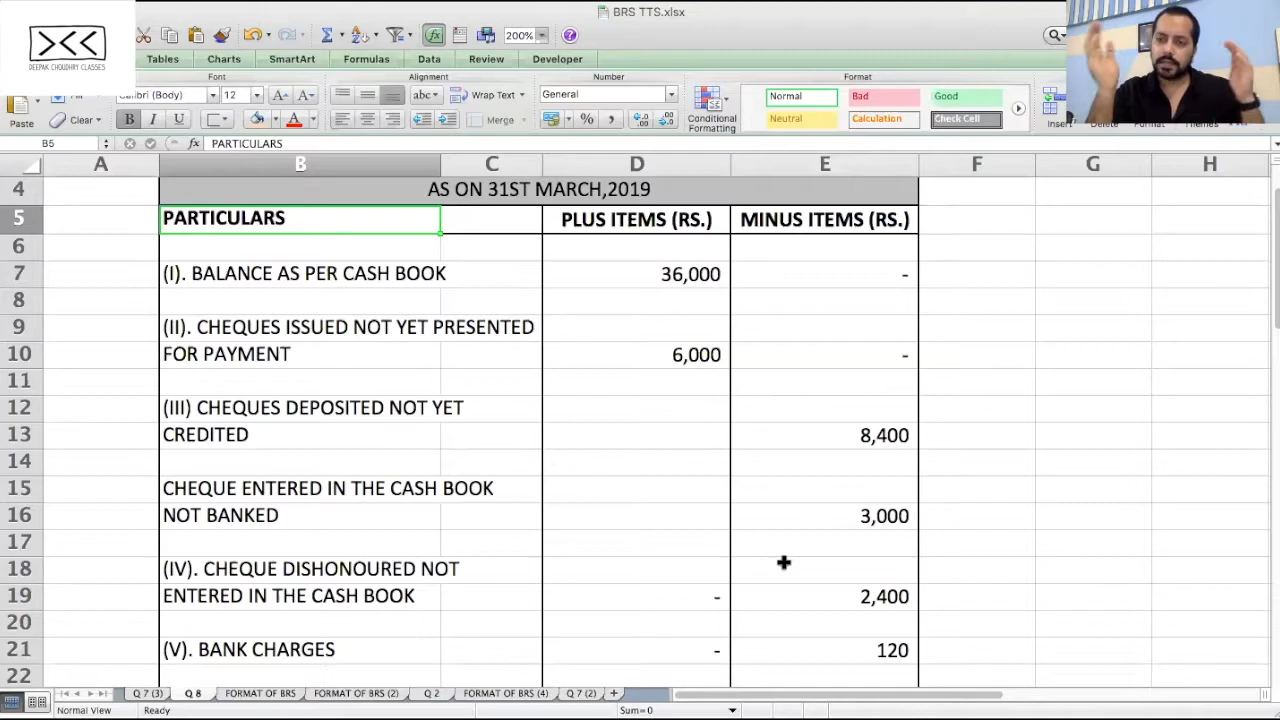 BRS TTS.xlsx
DEEPAK CHOUDHRY CLASSES
200%
Tables Charts SmartArt Formulas Data Review Developer
Font Alignment Number Format
Calibri (Body) 12 A A abc Wrap Text General Normal Bad Good
Paste Clear B I U A Merge % Conditional Formatting Neutral Calculation Check Cell
B5 fx PARTICULARS
A B C D E F G H
4 AS ON 31ST MARCH,2019
5 PARTICULARS PLUS ITEMS (RS.) MINUS ITEMS (RS.)
6
7 (I). BALANCE AS PER CASH BOOK 36,000 -
8
9 (II). CHEQUES ISSUED NOT YET PRESENTED
10 FOR PAYMENT 6,000 -
11
12 (III) CHEQUES DEPOSITED NOT YET
13 CREDITED 8,400
14
15 CHEQUE ENTERED IN THE CASH BOOK
16 NOT BANKED 3,000
17
18 (IV). CHEQUE DISHONOURED NOT
19 ENTERED IN THE CASH BOOK - 2,400
20
21 (V). BANK CHARGES - 120
22
Q 7 (3) Q 8 FORMAT OF BRS FORMAT OF BRS (2) Q 2 FORMAT OF BRS (4) Q 7 (2) +
Normal View Ready Sum=0